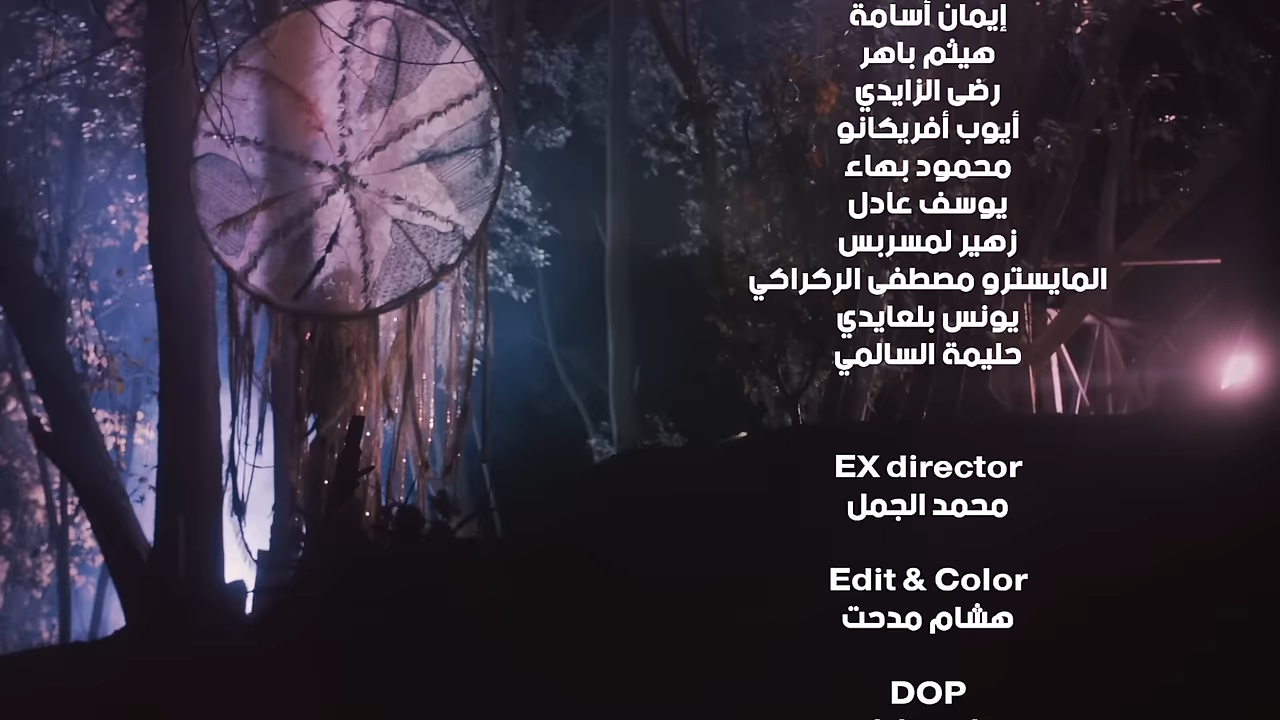 إيمان أسامة
هيثم باهر
رضى الزايدي
أيوب أفريكانو
محمود بهاء
يوسف عادل
زهير لمسربس
المايسترو مصطفى الركراكي
يونس بلعايدي
حليمة السالمي
EX director
محمد الجمل
Edit & Color
هشام مدحت
DOP